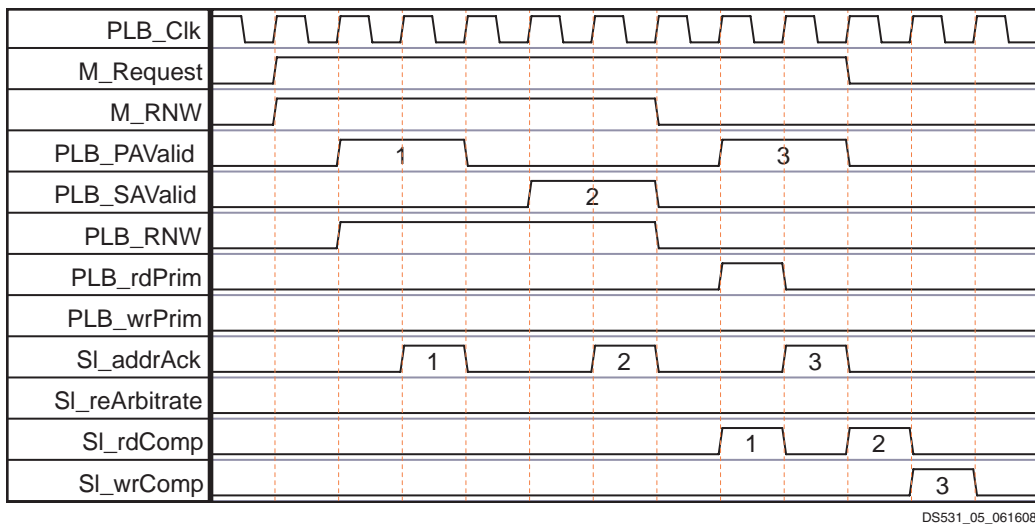 PLB_Clk
M_Request
M_RNW
PLB_PAValid 1 3
PLB_SAValid 2
PLB_RNW
PLB_rdPrim
PLB_wrPrim
Sl_addrAck 1 2 3
Sl_reArbitrate
Sl_rdComp 1 2
Sl_wrComp 3
DS531_05_061608